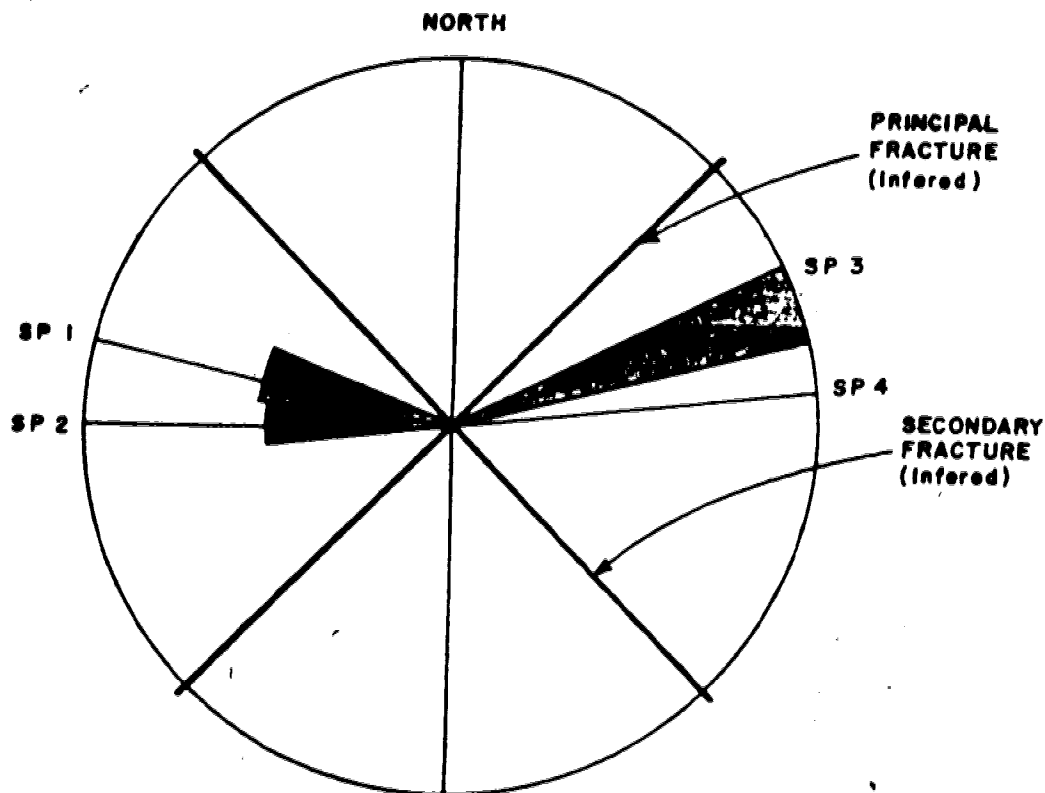 NORTH
PRINCIPAL
FRACTURE
(Infered)
SP 3
SP 1
SP 4
SP 2
SECONDARY
FRACTURE
(Infered)